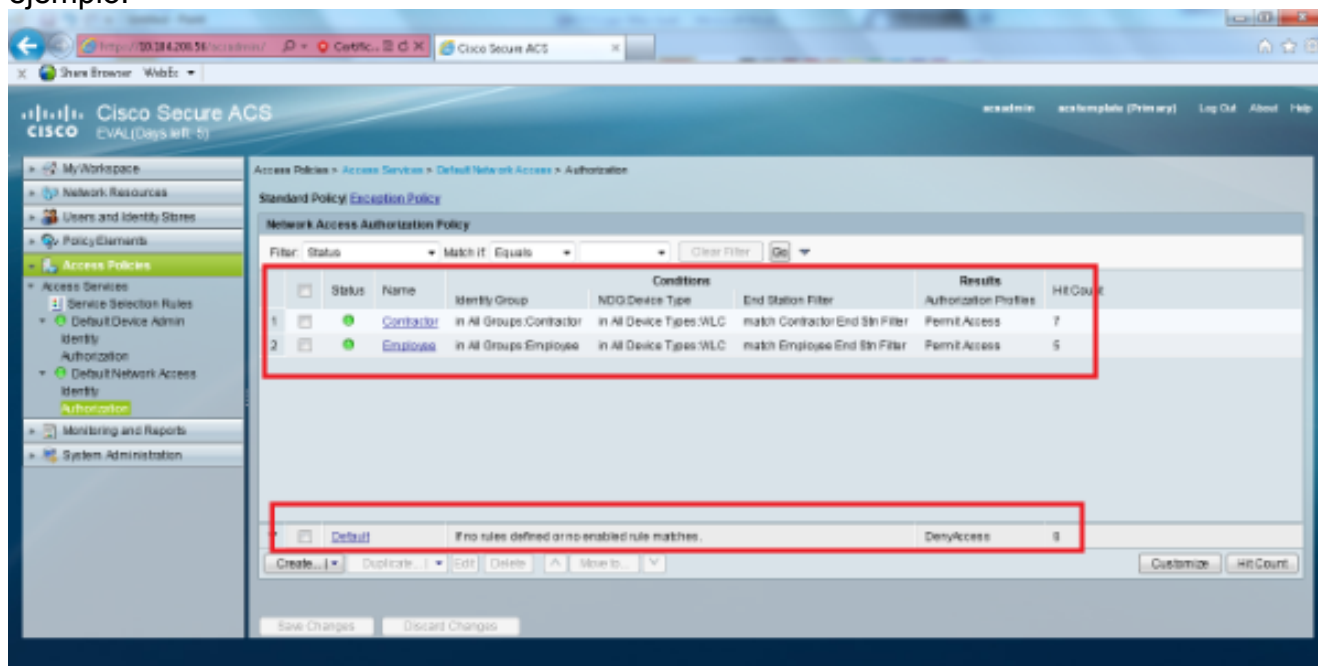 ejemplo:
Certific...
Cisco Secure ACS
Share Browser WebEx
Cisco Secure ACS
CISCO EVAL(Days left: 5)
acsadmin acstemplate (Primary) Log Out About Help
My Workspace
Network Resources
Users and Identity Stores
Policy Elements
Access Policies
Access Services
Service Selection Rules
Default Device Admin
Identity
Authorization
Default Network Access
Identity
Authorization
Monitoring and Reports
System Administration
Access Policies > Access Services > Default Network Access > Authorization
Standard Policy| Exception Policy
Network Access Authorization Policy
Filter: Status Match if: Equals Clear Filter Go
Conditions Results
Status Name Identity Group NDG:Device Type End Station Filter Authorization Profiles Hit Count
1 Contractor in All Groups:Contractor in All Device Types:WLC match Contractor End Stn Filter Permit Access 7
2 Employee in All Groups:Employee in All Device Types:WLC match Employee End Stn Filter Permit Access 5
Default If no rules defined or no enabled rule matches. DenyAccess
Create... Duplicate... Edit Delete Move to... Customize Hit Count
Save Changes Discard Changes